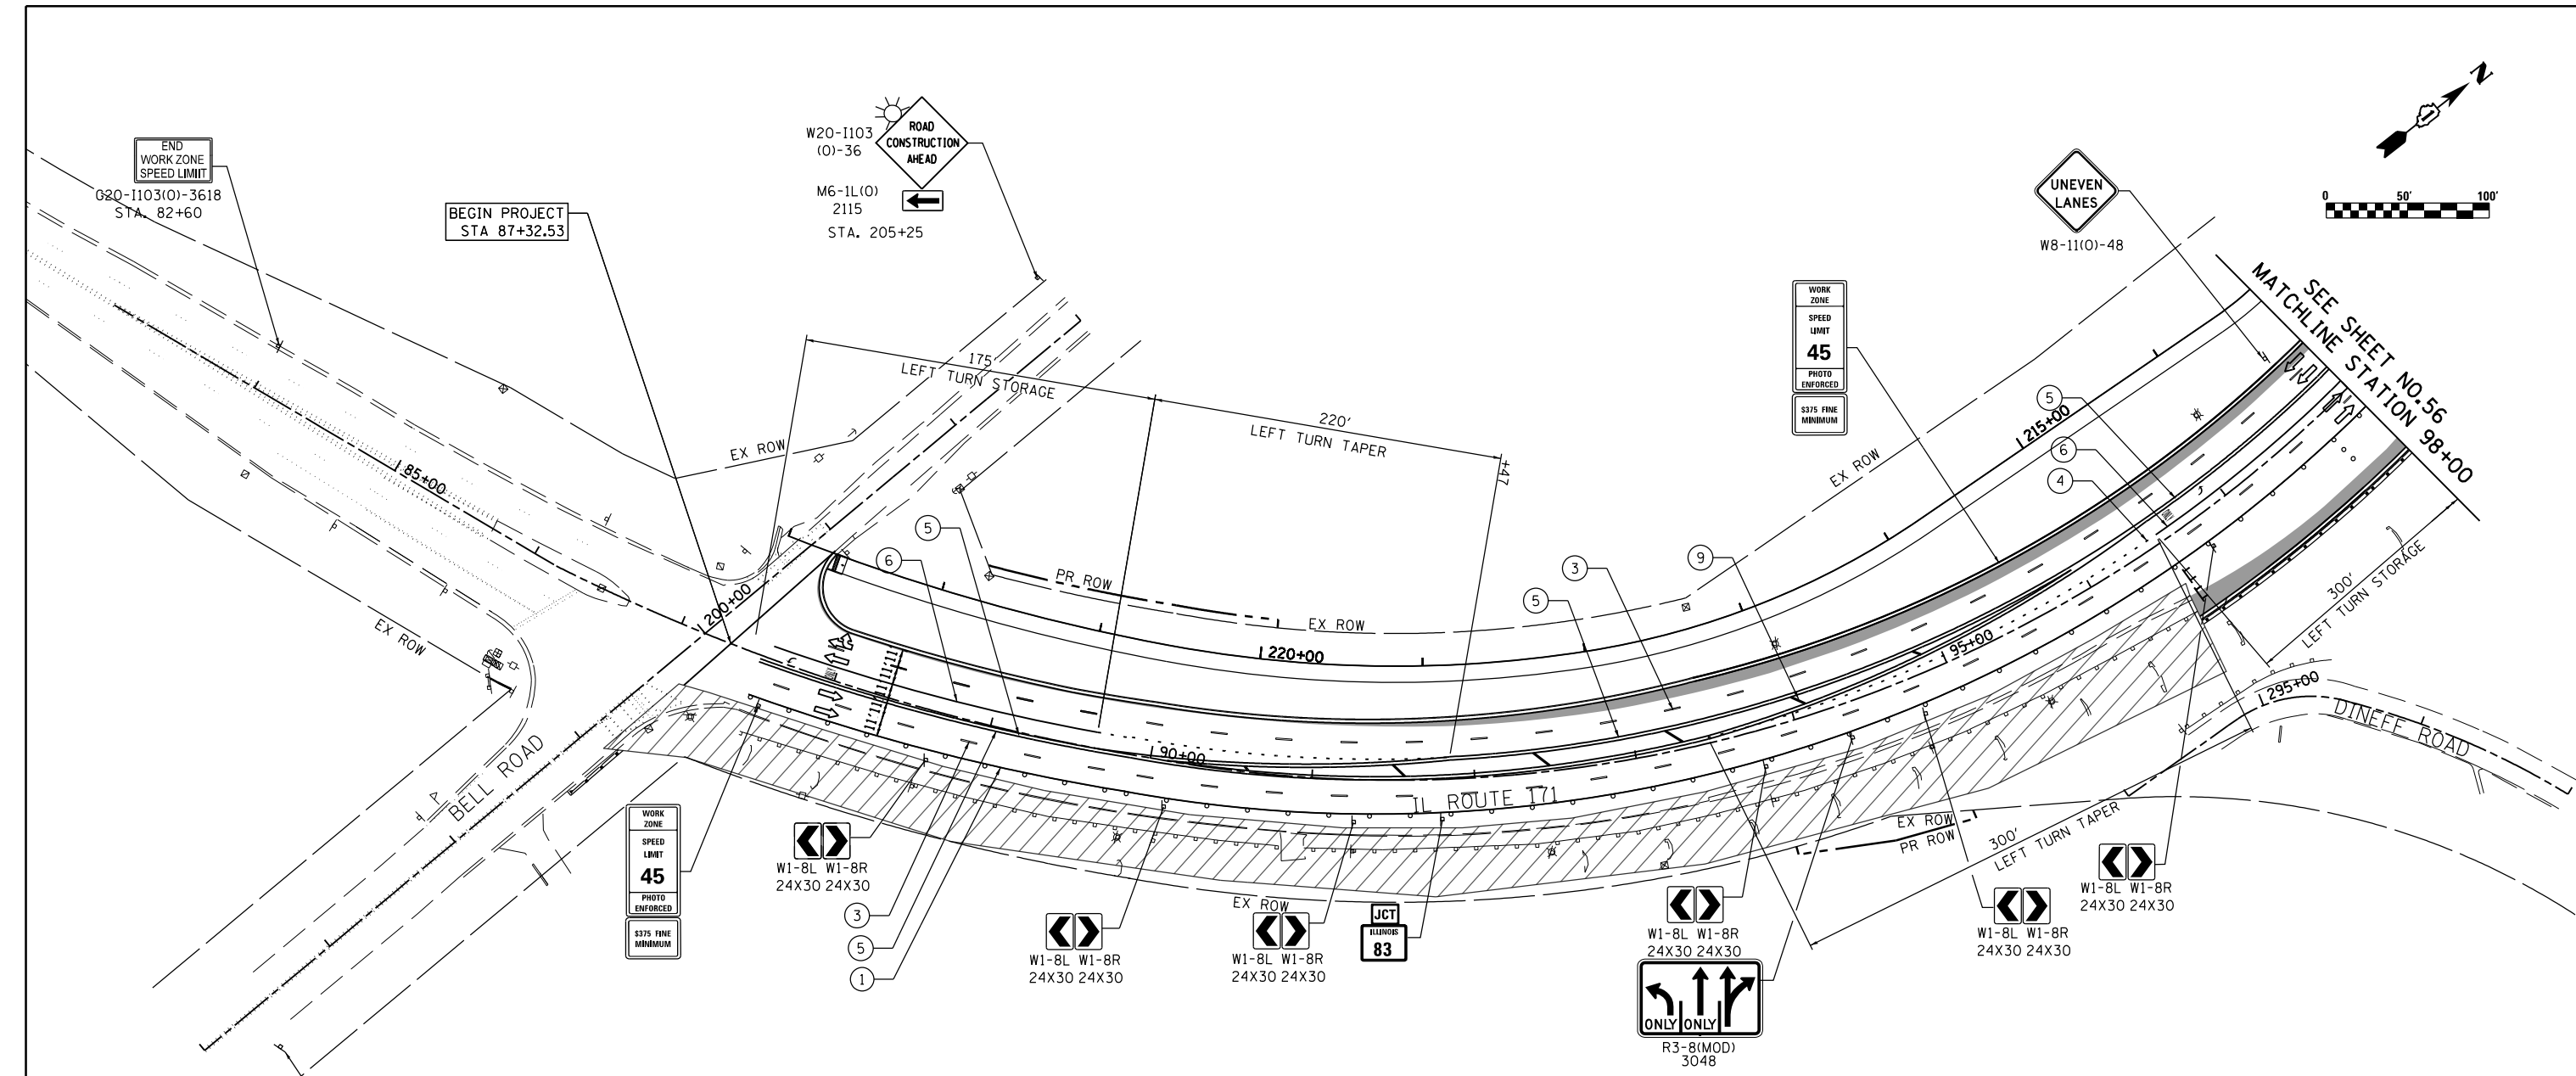 END
WORK ZONE
SPEED LIMIIT
G20-I103(O)-3618
STA. 82+60
BEGIN PROJECT
STA 87+32.53
W20-I103
(O)-36
ROAD
CONSTRUCTION
AHEAD
M6-1L(O)
2115
STA. 205+25
UNEVEN
LANES
W8-11(O)-48
N
0 50' 100'
SEE SHEET NO.56
MATCHLINE STATION 98+00
WORK
ZONE
SPEED
LIMIT
45
PHOTO
ENFORCED
$375 FINE
MINIMUM
175'
LEFT TURN STORAGE
220'
LEFT TURN TAPER
+47
EX ROW
EX ROW
85+00
215+00
5
6
4
5
6
3
9
5
PR ROW
EX ROW
EX ROW
200+00
220+00
95+00
90+00
300'
LEFT TURN STORAGE
295+00
DINEFF ROAD
BELL ROAD
IL ROUTE 171
EX ROW
PR ROW
300'
LEFT TURN TAPER
EX ROW
WORK
ZONE
SPEED
LIMIT
45
PHOTO
ENFORCED
$375 FINE
MINIMUM
W1-8L W1-8R
24X30 24X30
3
5
1
W1-8L W1-8R
24X30 24X30
W1-8L W1-8R
24X30 24X30
JCT
ILLINOIS
83
W1-8L W1-8R
24X30 24X30
ONLY ONLY
R3-8(MOD)
3048
W1-8L W1-8R
24X30 24X30
W1-8L W1-8R
24X30 24X30